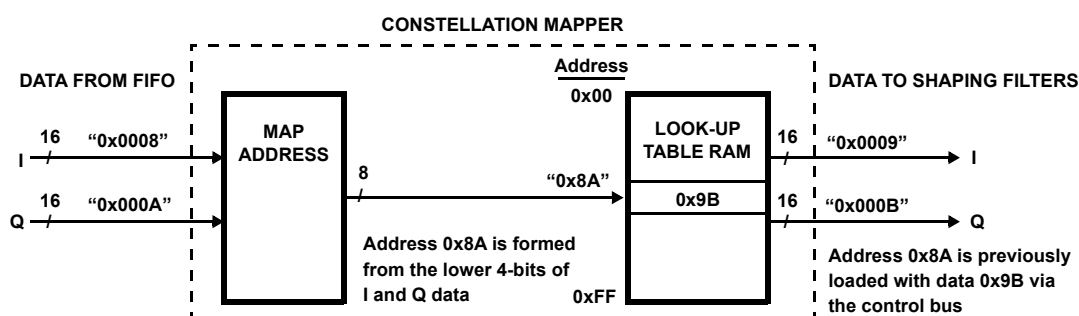 CONSTELLATION MAPPER
DATA FROM FIFO
Address
0x00
DATA TO SHAPING FILTERS
MAP
ADDRESS
LOOK-UP
TABLE RAM
I
16
“0x0008”
16
“0x0009”
I
8
“0x8A”
0x9B
Q
16
“0x000A”
16
“0x000B”
Q
Address 0x8A is formed
from the lower 4-bits of
I and Q data
0xFF
Address 0x8A is previously
loaded with data 0x9B via
the control bus